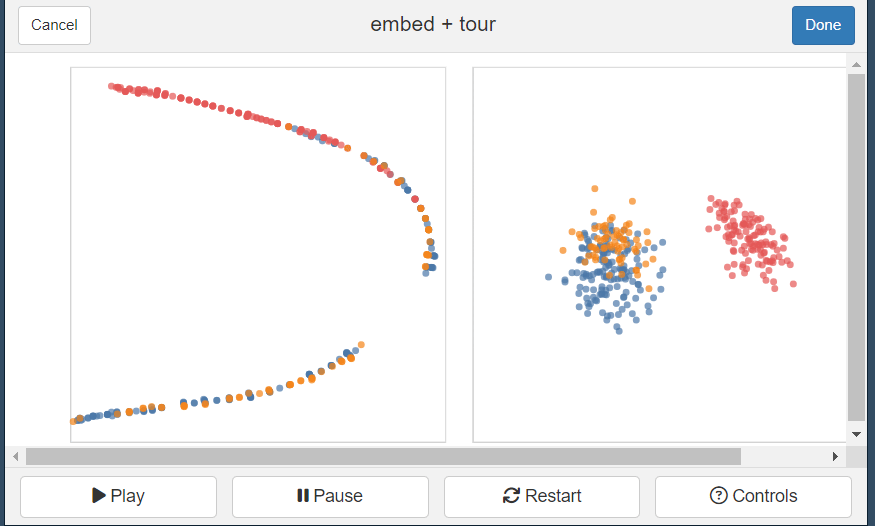 Cancel
embed + tour
Done
Play
Pause
Restart
Controls